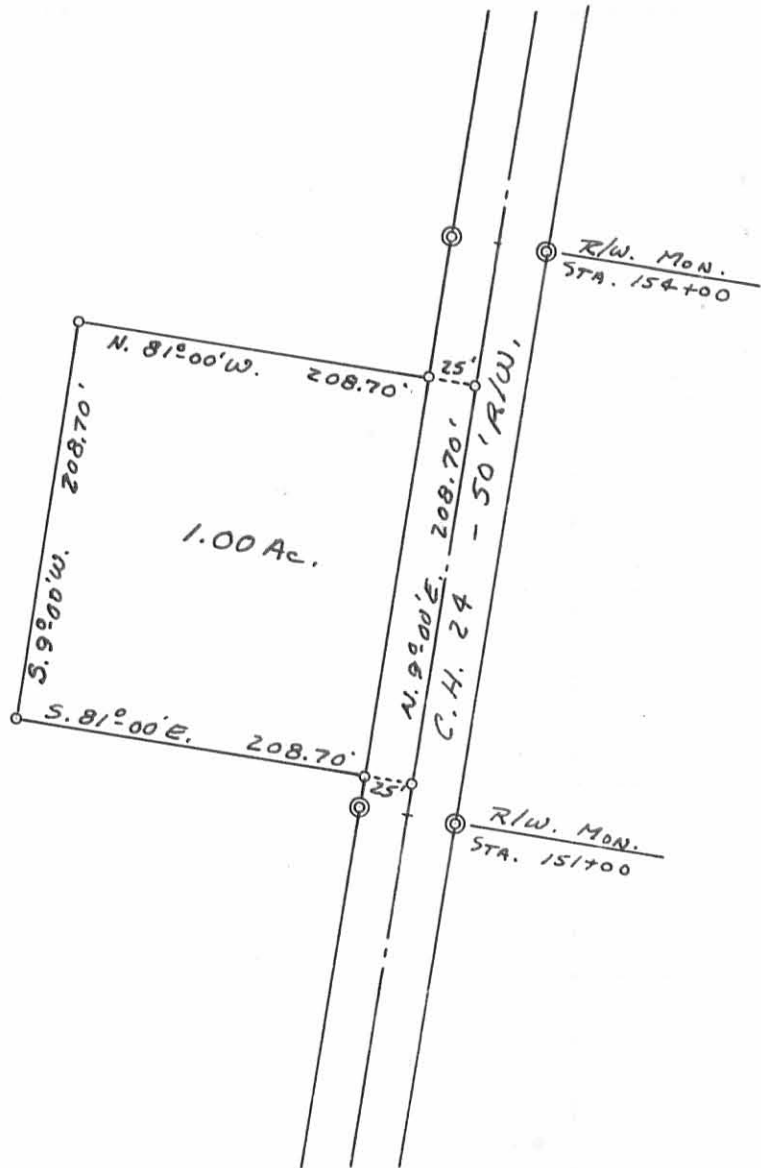 R/W. MON.
STA. 154+00
N. 81°00'W. 208.70'
25'
S. 9°00'W. 208.70'
1.00 Ac.
N. 9°00'E. 208.70'
C.H. 24 - 50' R/W.
S. 81°00'E. 208.70'
25'
R/W. MON.
STA. 151+00